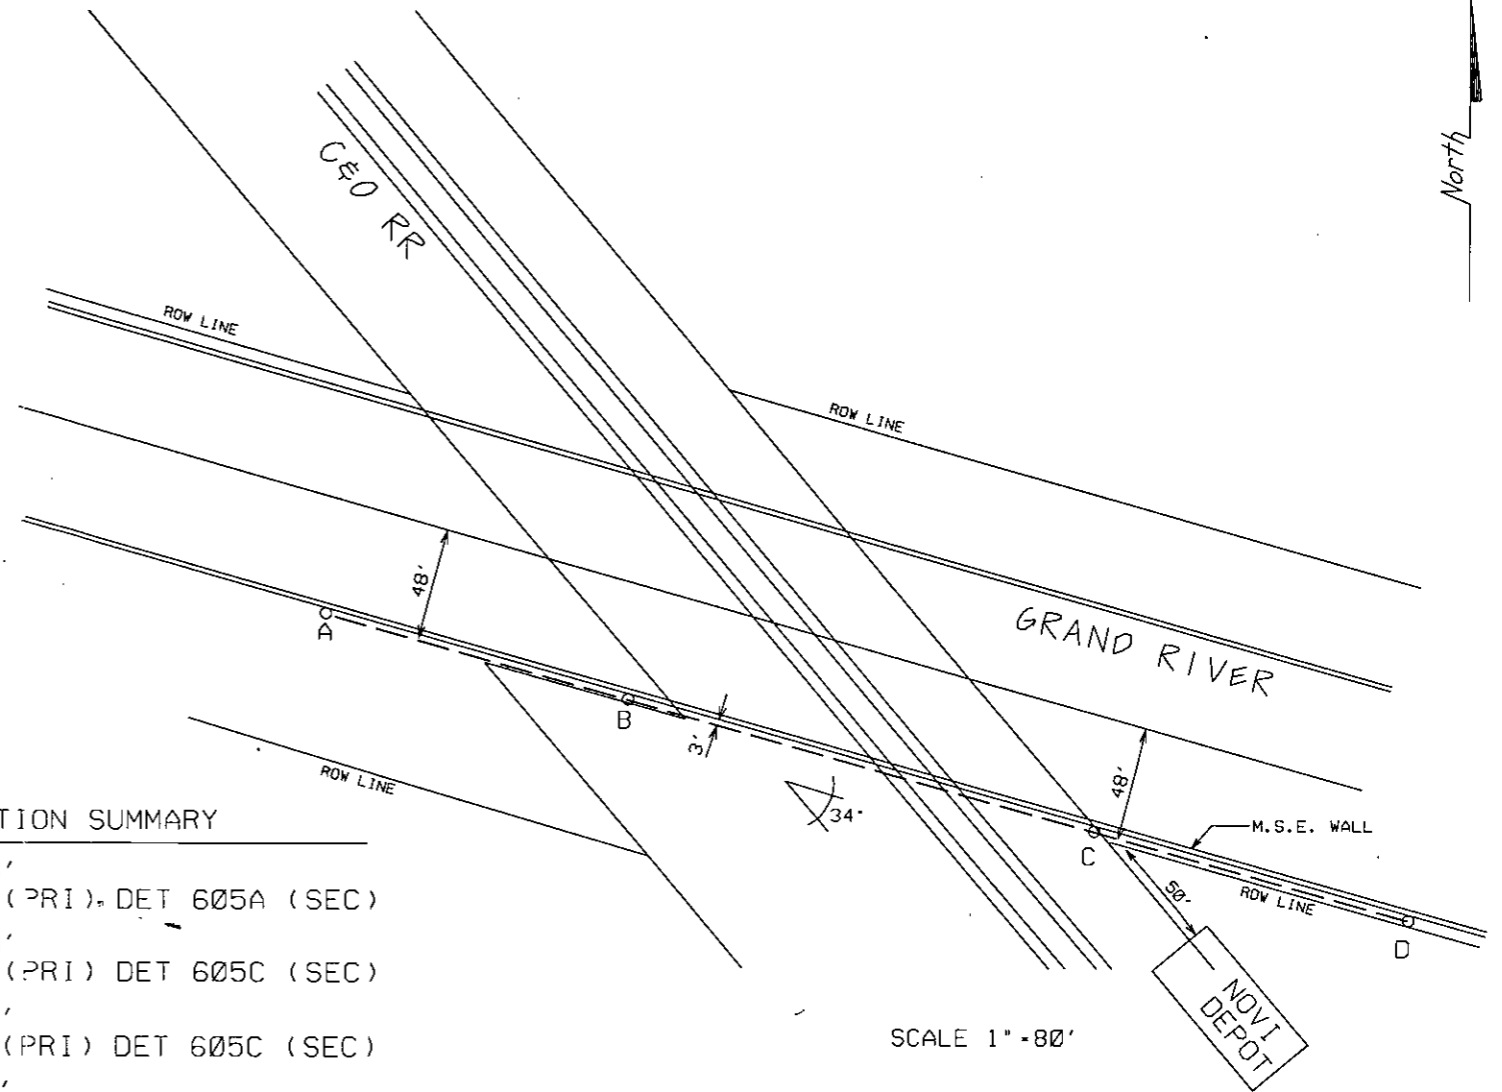 North
C&O RR
ROW LINE
ROW LINE
48'
A
GRAND RIVER
B
3'
48'
ROW LINE
34°
M.S.E. WALL
C
50'
ROW LINE
D
TION SUMMARY
(PRI), DET 605A (SEC)
(PRI) DET 605C (SEC)
(PRI) DET 605C (SEC)
NOVI
DEPOT
SCALE 1"=80'